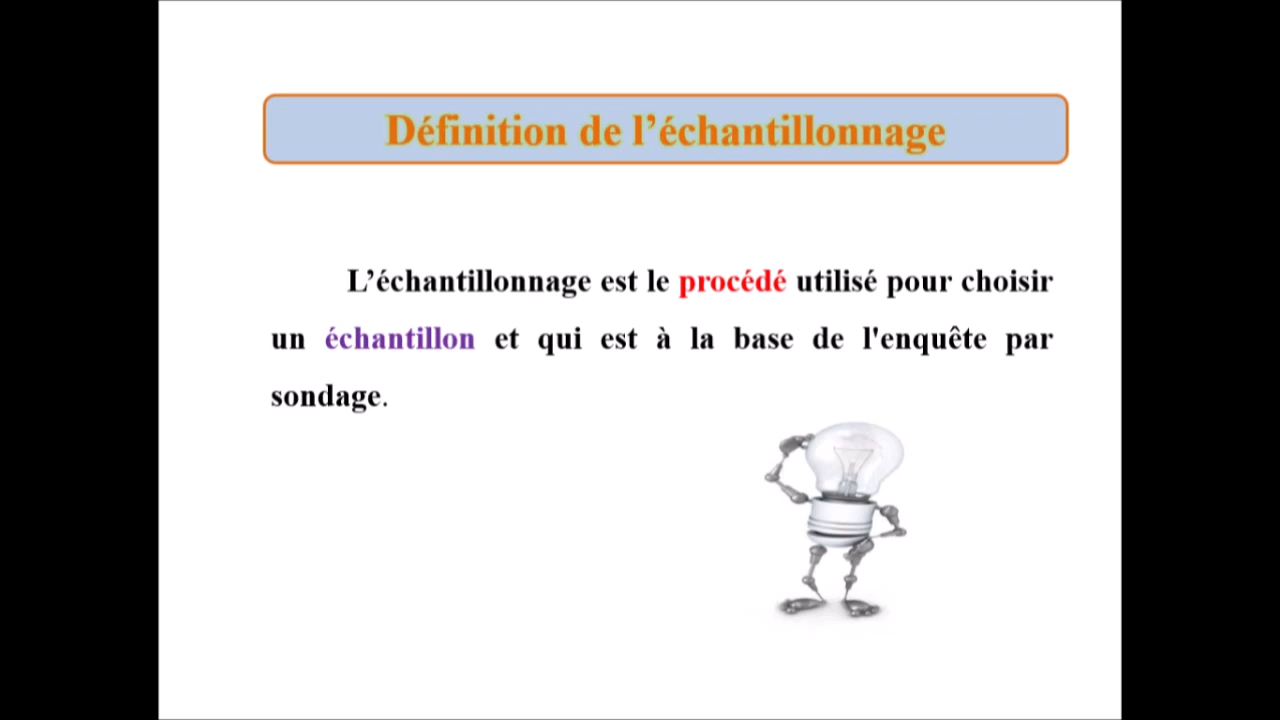 Définition de l’échantillonnage
L’échantillonnage est le procédé utilisé pour choisir
un échantillon et qui est à la base de l'enquête par
sondage.